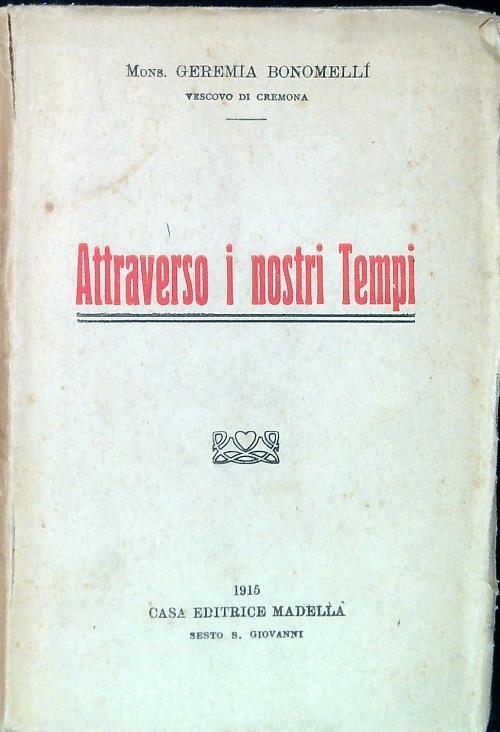 Mons. GEREMIA BONOMELLI
VESCOVO DI CREMONA
Attraverso i nostri Tempi
1915
CASA EDITRICE MADELLA
SESTO S. GIOVANNI